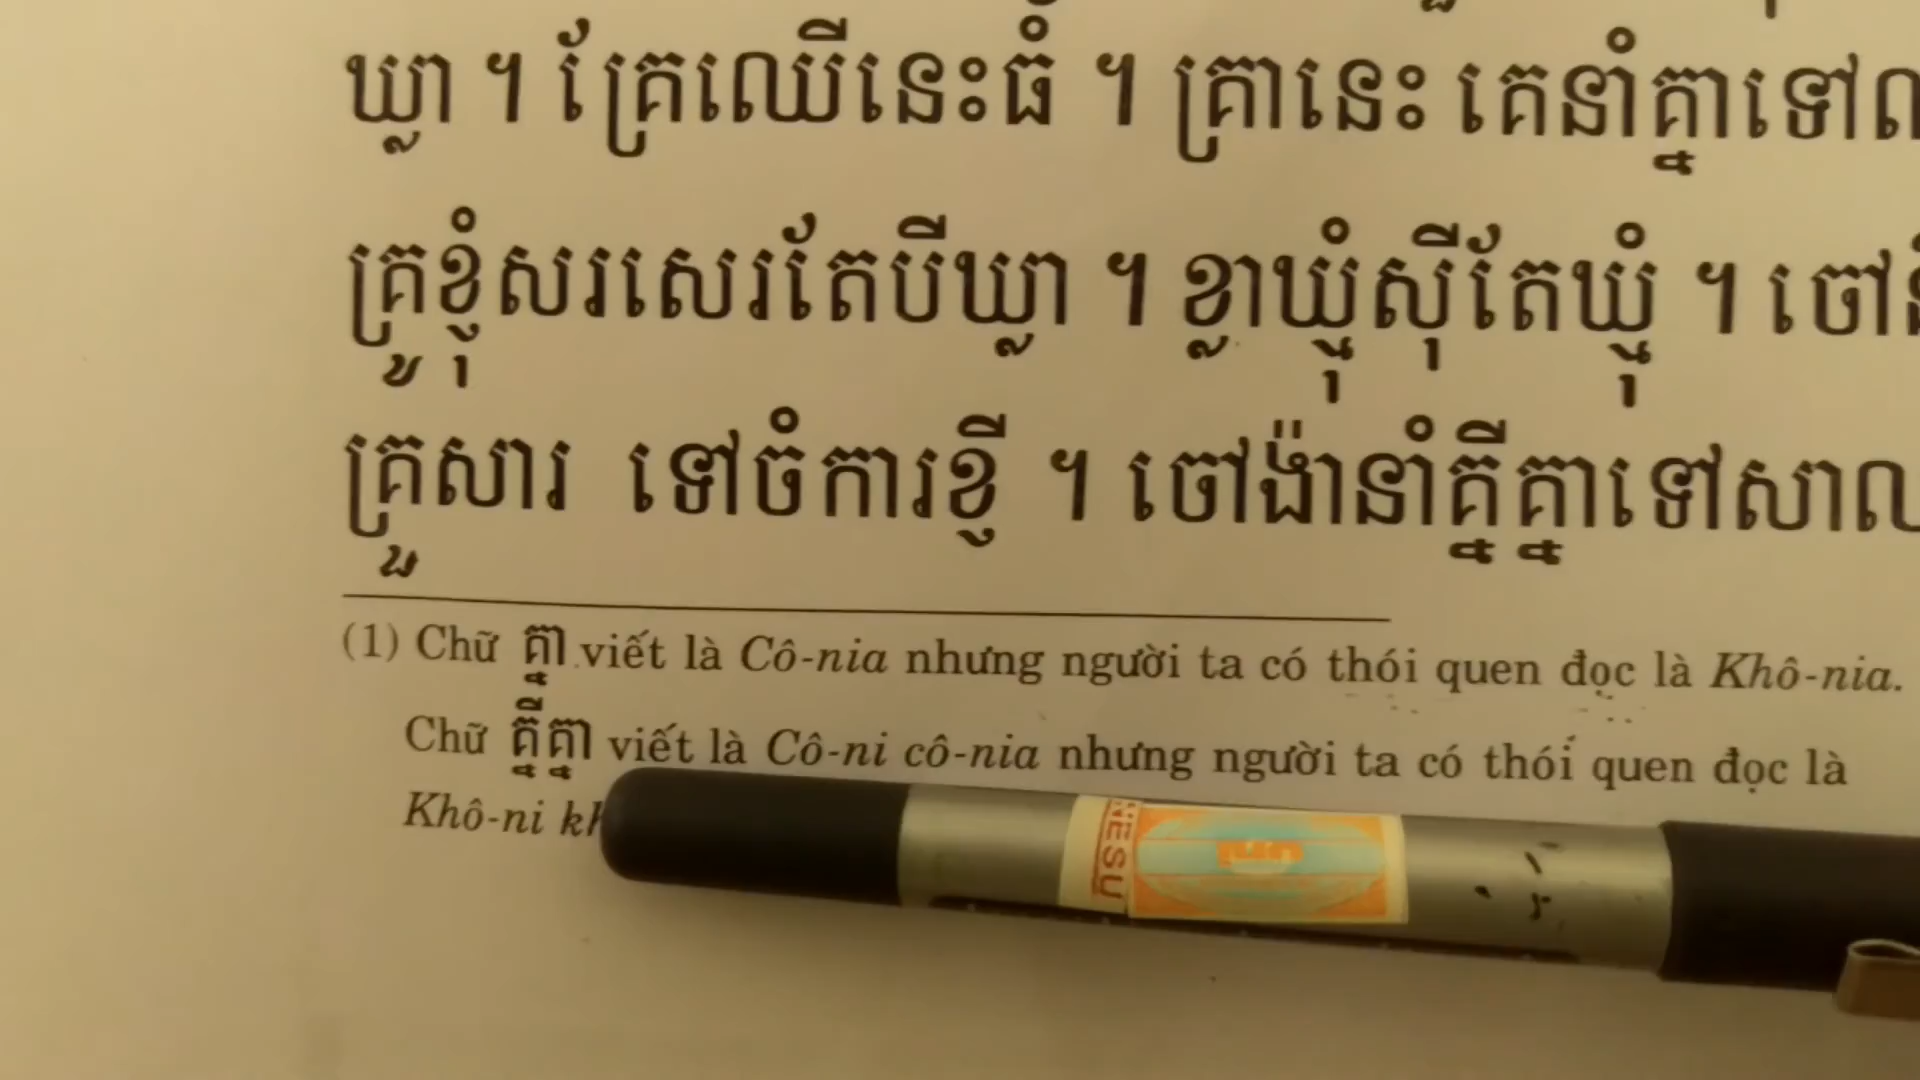 ឃ្លា ។ គ្រែឈើនេះធំ ។ គ្រានេះ គេនាំគ្នាទៅ
គ្រូខ្ញុំសរសេរតែបីឃ្លា ។ ខ្លាឃ្មុំស៊ីតែឃ្មុំ ។ ចៅ
គ្រួសារ ទៅចំការខ្ញី ។ ចៅង៉ានាំគ្នីគ្នាទៅសាល
(1) Chữ គ្នា viết là Cô-nia nhưng người ta có thói quen đọc là Khô-nia.
Chữ គ្នីគ្នា viết là Cô-ni cô-nia nhưng người ta có thói quen đọc là
Khô-ni
NESU